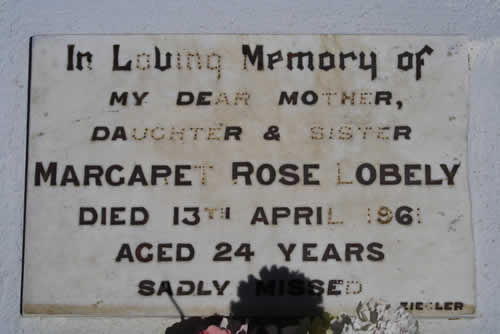 In Loving Memory of
MY DEAR MOTHER,
DAUGHTER & SISTER
MARGARET ROSE LOBELY
DIED 13TH APRIL 1961
AGED 24 YEARS
SADLY MISSED
ZIEGLER